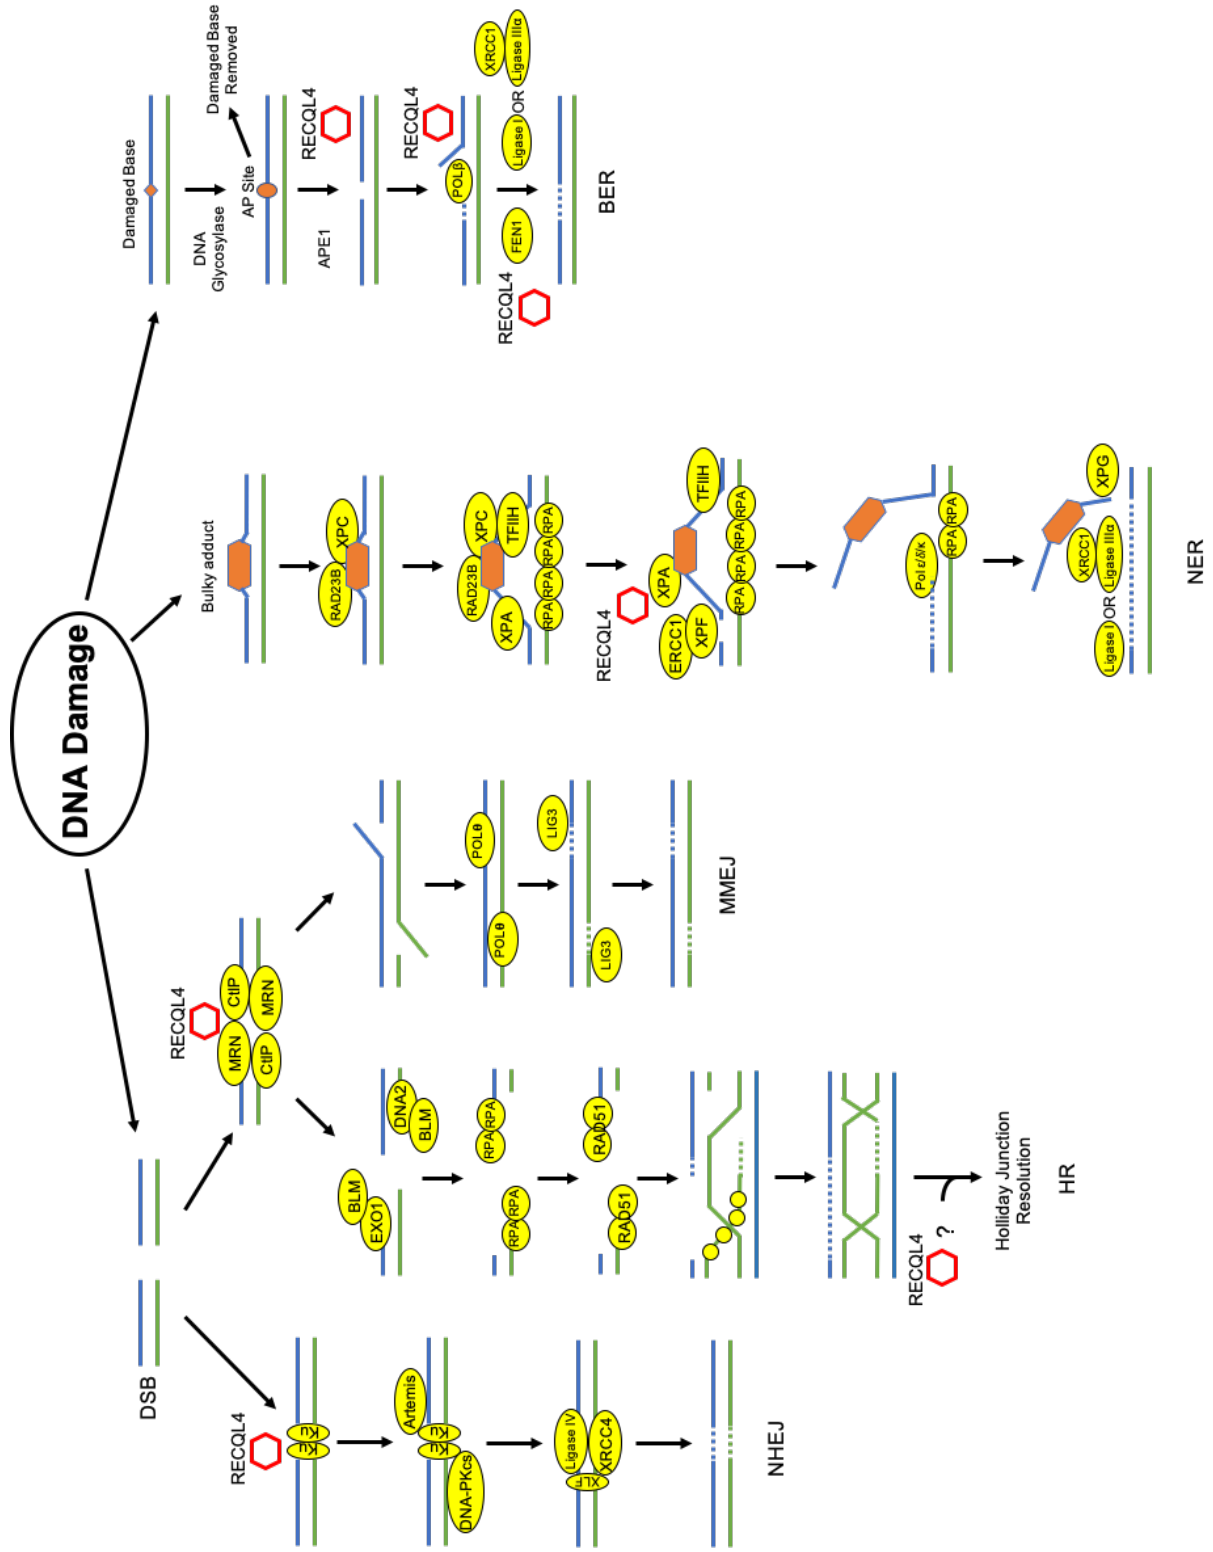 DNA Damage
DSB
RECQL4
KU
KU
Artemis
KU
KU
DNA-PKcs
Ligase IV
XRCC4
XLF
NHEJ
RECQL4
MRN
CtIP
CtIP
MRN
BLM
EXO1
DNA2
BLM
RPA
RPA
RPA
RPA
RAD51
RAD51
RECQL4
?
Holliday Junction
Resolution
HR
POLθ
POLθ
LIG3
LIG3
MMEJ
Bulky adduct
RAD23B
XPC
RAD23B
XPC
XPA
TFIIH
RPA
RPA
RPA
RPA
RECQL4
XPA
ERCC1
XPF
TFIIH
RPA
RPA
RPA
RPA
Pol ε/δ/κ
RPA
RPA
Ligase I OR
XRCC1
Ligase IIIα
XPG
NER
Damaged Base
DNA
Glycosylase
Damaged Base
Removed
AP Site
APE1
RECQL4
RECQL4
POLβ
RECQL4
FEN1
Ligase I OR
XRCC1
Ligase IIIα
BER